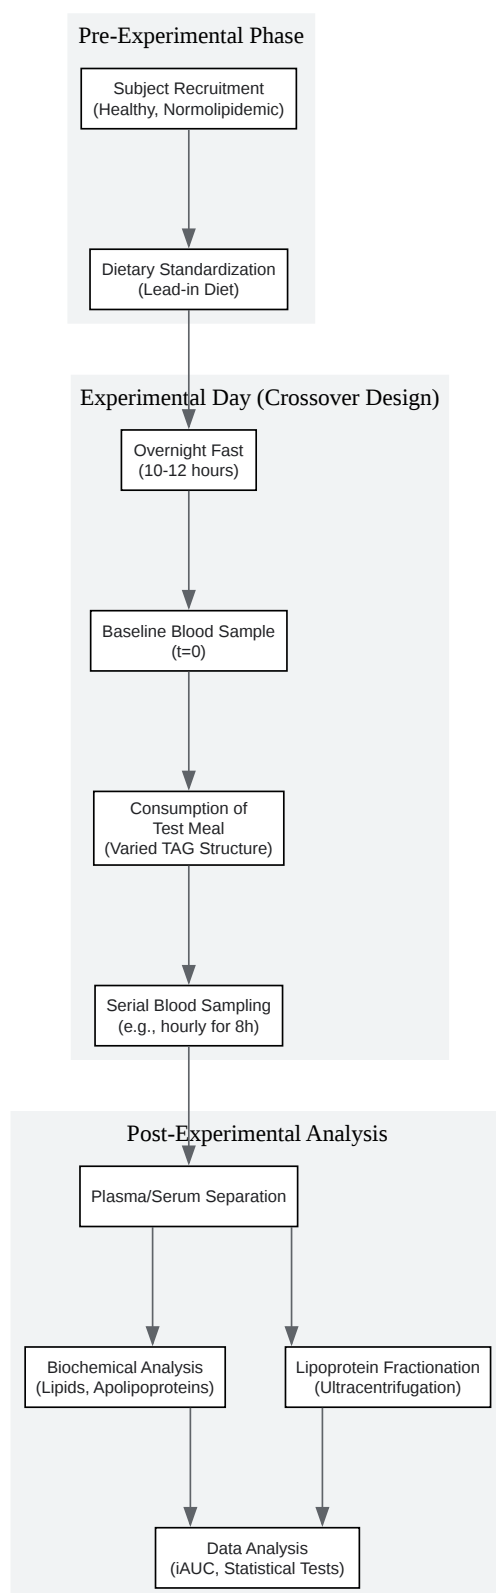 Pre-Experimental Phase
Subject Recruitment
(Healthy, Normolipidemic)
Dietary Standardization
(Lead-in Diet)
Experimental Day (Crossover Design)
Overnight Fast
(10-12 hours)
Baseline Blood Sample
(t=0)
Consumption of
Test Meal
(Varied TAG Structure)
Serial Blood Sampling
(e.g., hourly for 8h)
Post-Experimental Analysis
Plasma/Serum Separation
Biochemical Analysis
(Lipids, Apolipoproteins)
Lipoprotein Fractionation
(Ultracentrifugation)
Data Analysis
(iAUC, Statistical Tests)